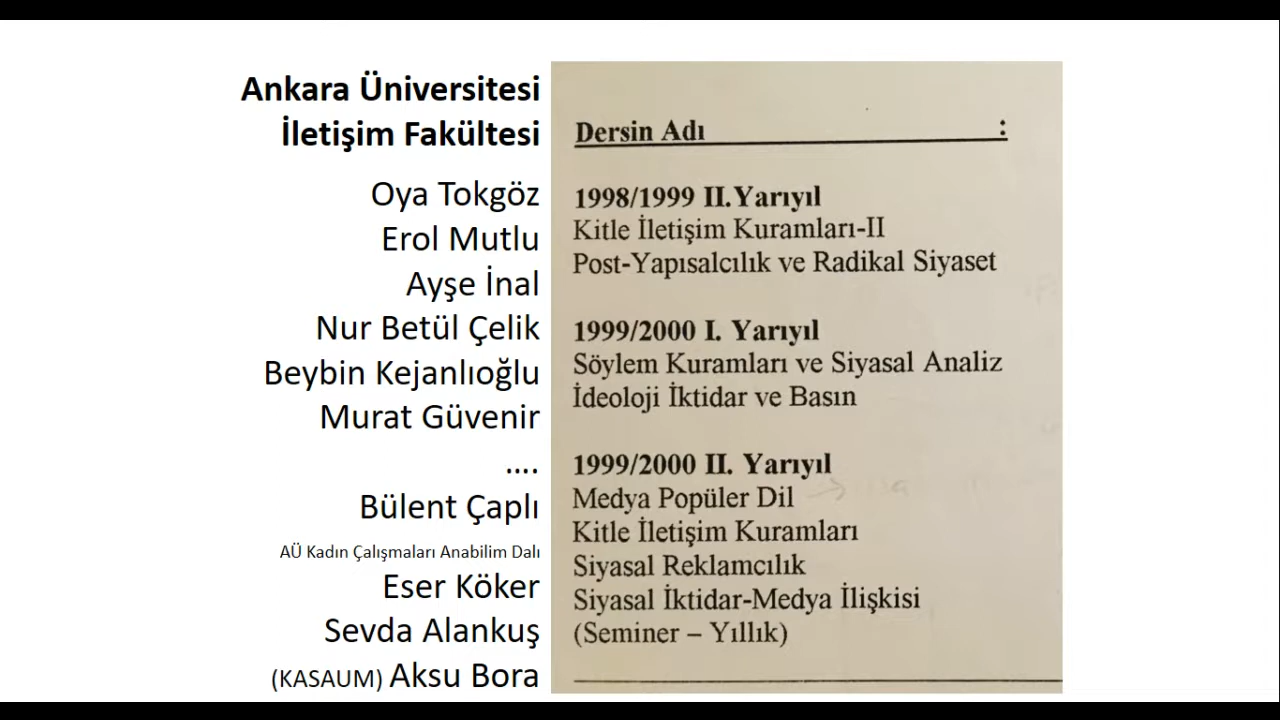 Ankara Üniversitesi
İletişim Fakültesi
Oya Tokgöz
Erol Mutlu
Ayşe İnal
Nur Betül Çelik
Beybin Kejanlıoğlu
Murat Güvenir
....
Bülent Çaplı
AÜ Kadın Çalışmaları Anabilim Dalı
Eser Köker
Sevda Alankuş
(KASAUM) Aksu Bora
Dersin Adı :
1998/1999 II.Yarıyıl
Kitle İletişim Kuramları-II
Post-Yapısalcılık ve Radikal Siyaset
1999/2000 I. Yarıyıl
Söylem Kuramları ve Siyasal Analiz
İdeoloji İktidar ve Basın
1999/2000 II. Yarıyıl
Medya Popüler Dil
Kitle İletişim Kuramları
Siyasal Reklamcılık
Siyasal İktidar-Medya İlişkisi
(Seminer – Yıllık)